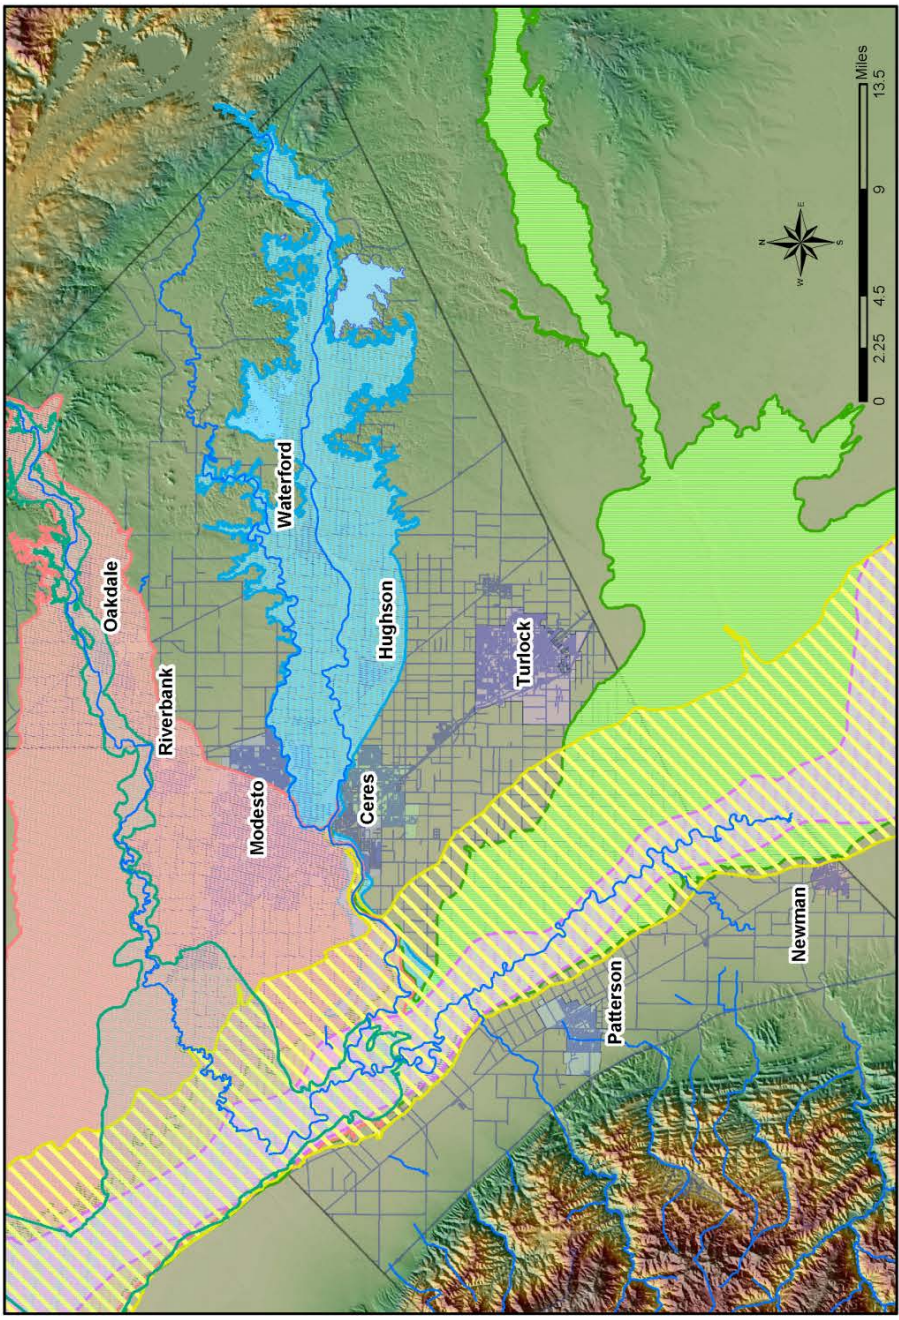 Oakdale
Riverbank
Waterford
Modesto
Hughson
Ceres
Turlock
Patterson
Newman
N
W
E
S
0 2.25 4.5 9 13.5
Miles